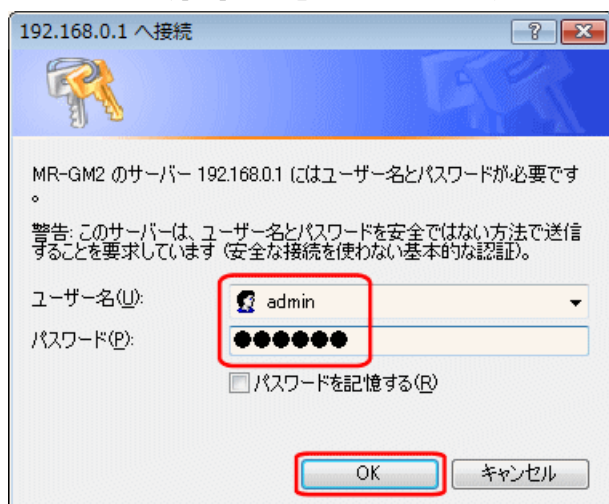 192.168.0.1 へ接続
MR-GM2 のサーバー 192.168.0.1 にはユーザー名とパスワードが必要です
。
警告: このサーバーは、ユーザー名とパスワードを安全ではない方法で送信
することを要求しています (安全な接続を使わない基本的な認証)。
ユーザー名(U):
admin
パスワード(P):
●●●●●●
パスワードを記憶する(R)
OK
キャンセル